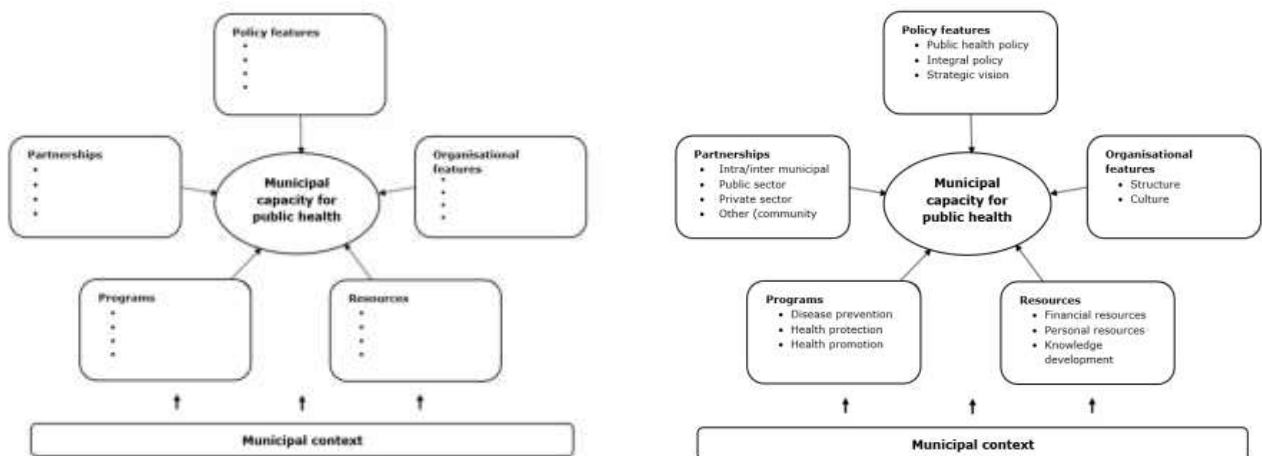 Policy features
Partnerships
Organisational
features
Municipal
capacity for
public health
Programs
Resources
Municipal context
Policy features
• Public health policy
• Integral policy
• Strategic vision
Partnerships
• Intra/inter municipal
• Public sector
• Private sector
• Other (community
Organisational
features
• Structure
• Culture
Municipal
capacity for
public health
Programs
• Disease prevention
• Health protection
• Health promotion
Resources
• Financial resources
• Personal resources
• Knowledge
development
Municipal context